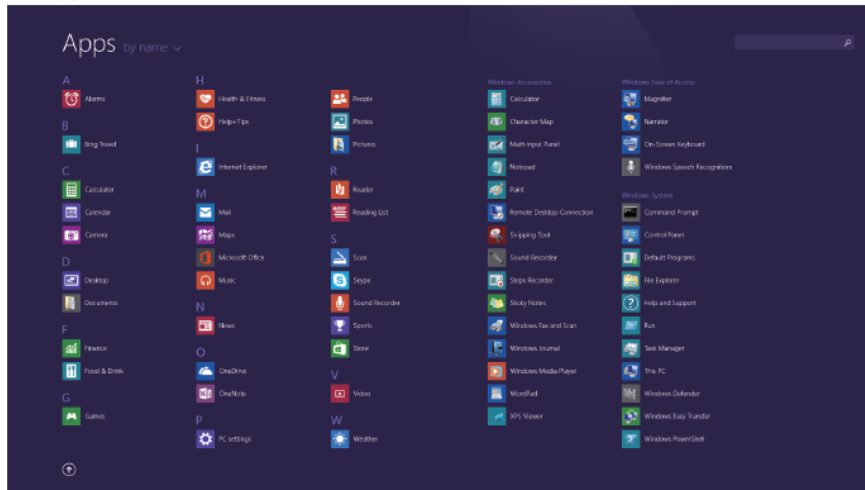 Apps by name
A
Alarms
B
Bing Travel
C
Calculator
Calendar
Camera
D
Desktop
Documents
F
Finance
Food & Drink
G
Games
H
Health & Fitness
Help+Tips
I
Internet Explorer
M
Mail
Maps
Microsoft Office
Music
N
News
O
OneDrive
OneNote
P
PC settings
People
Photos
Pictures
R
Reader
Reading List
S
Scan
Skype
Sound Recorder
Sports
Store
V
Video
W
Weather
Windows Accessories
Calculator
Character Map
Math Input Panel
Notepad
Paint
Remote Desktop Connection
Snipping Tool
Sound Recorder
Steps Recorder
Sticky Notes
Windows Fax and Scan
Windows Journal
Windows Media Player
WordPad
XPS Viewer
Windows Ease of Access
Magnifier
Narrator
On-Screen Keyboard
Windows Speech Recognition
Windows System
Command Prompt
Control Panel
Default Programs
File Explorer
Help and Support
Run
Task Manager
This PC
Windows Defender
Windows Easy Transfer
Windows PowerShell